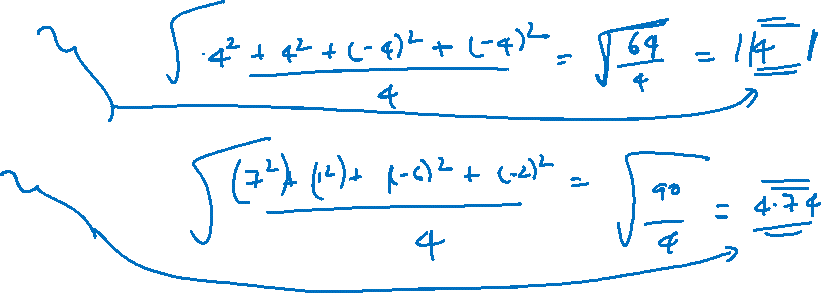 √(4² + 4² + (-4)² + (-4)²)/4 = √64/4 = |4|
√(7²) + (1²) + (-6)² + (-2)²/4 = √90/4 = 4.74